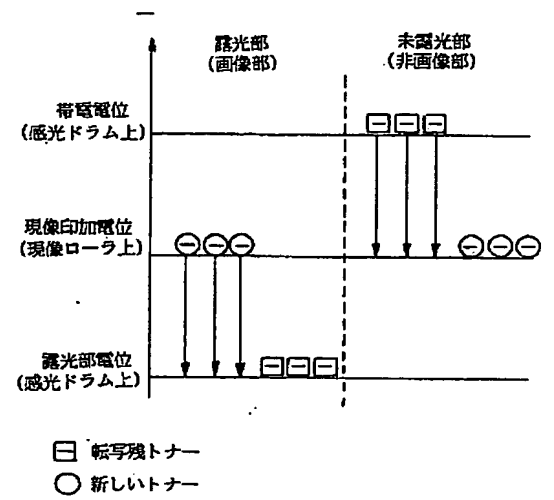 −
露光部
(画像部)
未露光部
(非画像部)
帯電電位
(感光ドラム上)
現像印加電位
(現像ローラ上)
露光部電位
(感光ドラム上)
転写残トナー
新しいトナー